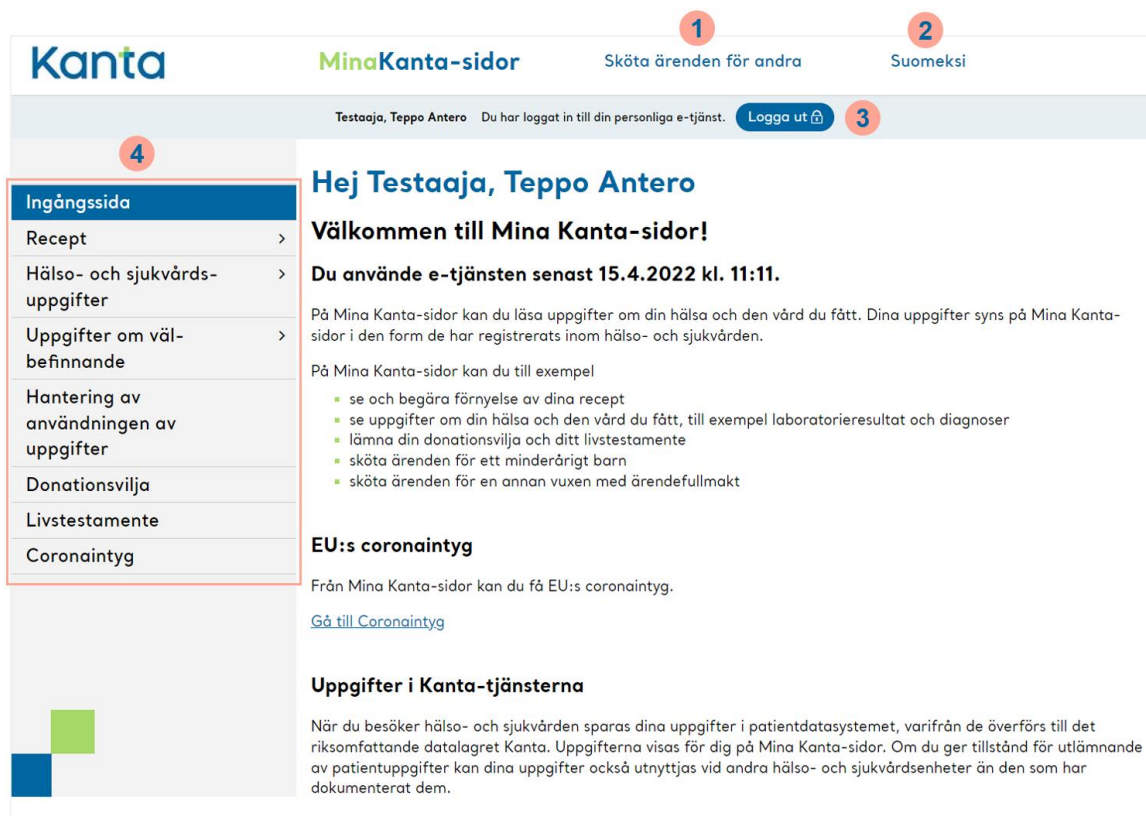 1
2
Kanta
MinaKanta-sidor
Sköta ärenden för andra
Suomeksi
Testaaja, Teppo Antero Du har loggat in till din personliga e-tjänst. Logga ut
3
4
Ingångssida
Recept
Hälso- och sjukvårds-
uppgifter
Uppgifter om väl-
befinnande
Hantering av
användningen av
uppgifter
Donationsvilja
Livstestamente
Coronaintyg
Hej Testaaja, Teppo Antero
Välkommen till Mina Kanta-sidor!
Du använde e-tjänsten senast 15.4.2022 kl. 11:11.
På Mina Kanta-sidor kan du läsa uppgifter om din hälsa och den vård du fått. Dina uppgifter syns på Mina Kanta-
sidor i den form de har registrerats inom hälso- och sjukvården.
På Mina Kanta-sidor kan du till exempel
se och begära förnyelse av dina recept
se uppgifter om din hälsa och den vård du fått, till exempel laboratorieresultat och diagnoser
lämna din donationsvilja och ditt livstestamente
sköta ärenden för ett minderårigt barn
sköta ärenden för en annan vuxen med ärendefullmakt
EU:s coronaintyg
Från Mina Kanta-sidor kan du få EU:s coronaintyg.
Gå till Coronaintyg
Uppgifter i Kanta-tjänsterna
När du besöker hälso- och sjukvården sparas dina uppgifter i patientdatasystemet, varifrån de överförs till det
riksomfattande datalagret Kanta. Uppgifterna visas för dig på Mina Kanta-sidor. Om du ger tillstånd för utlämnande
av patientuppgifter kan dina uppgifter också utnyttjas vid andra hälso- och sjukvårdsenheter än den som har
dokumenterat dem.